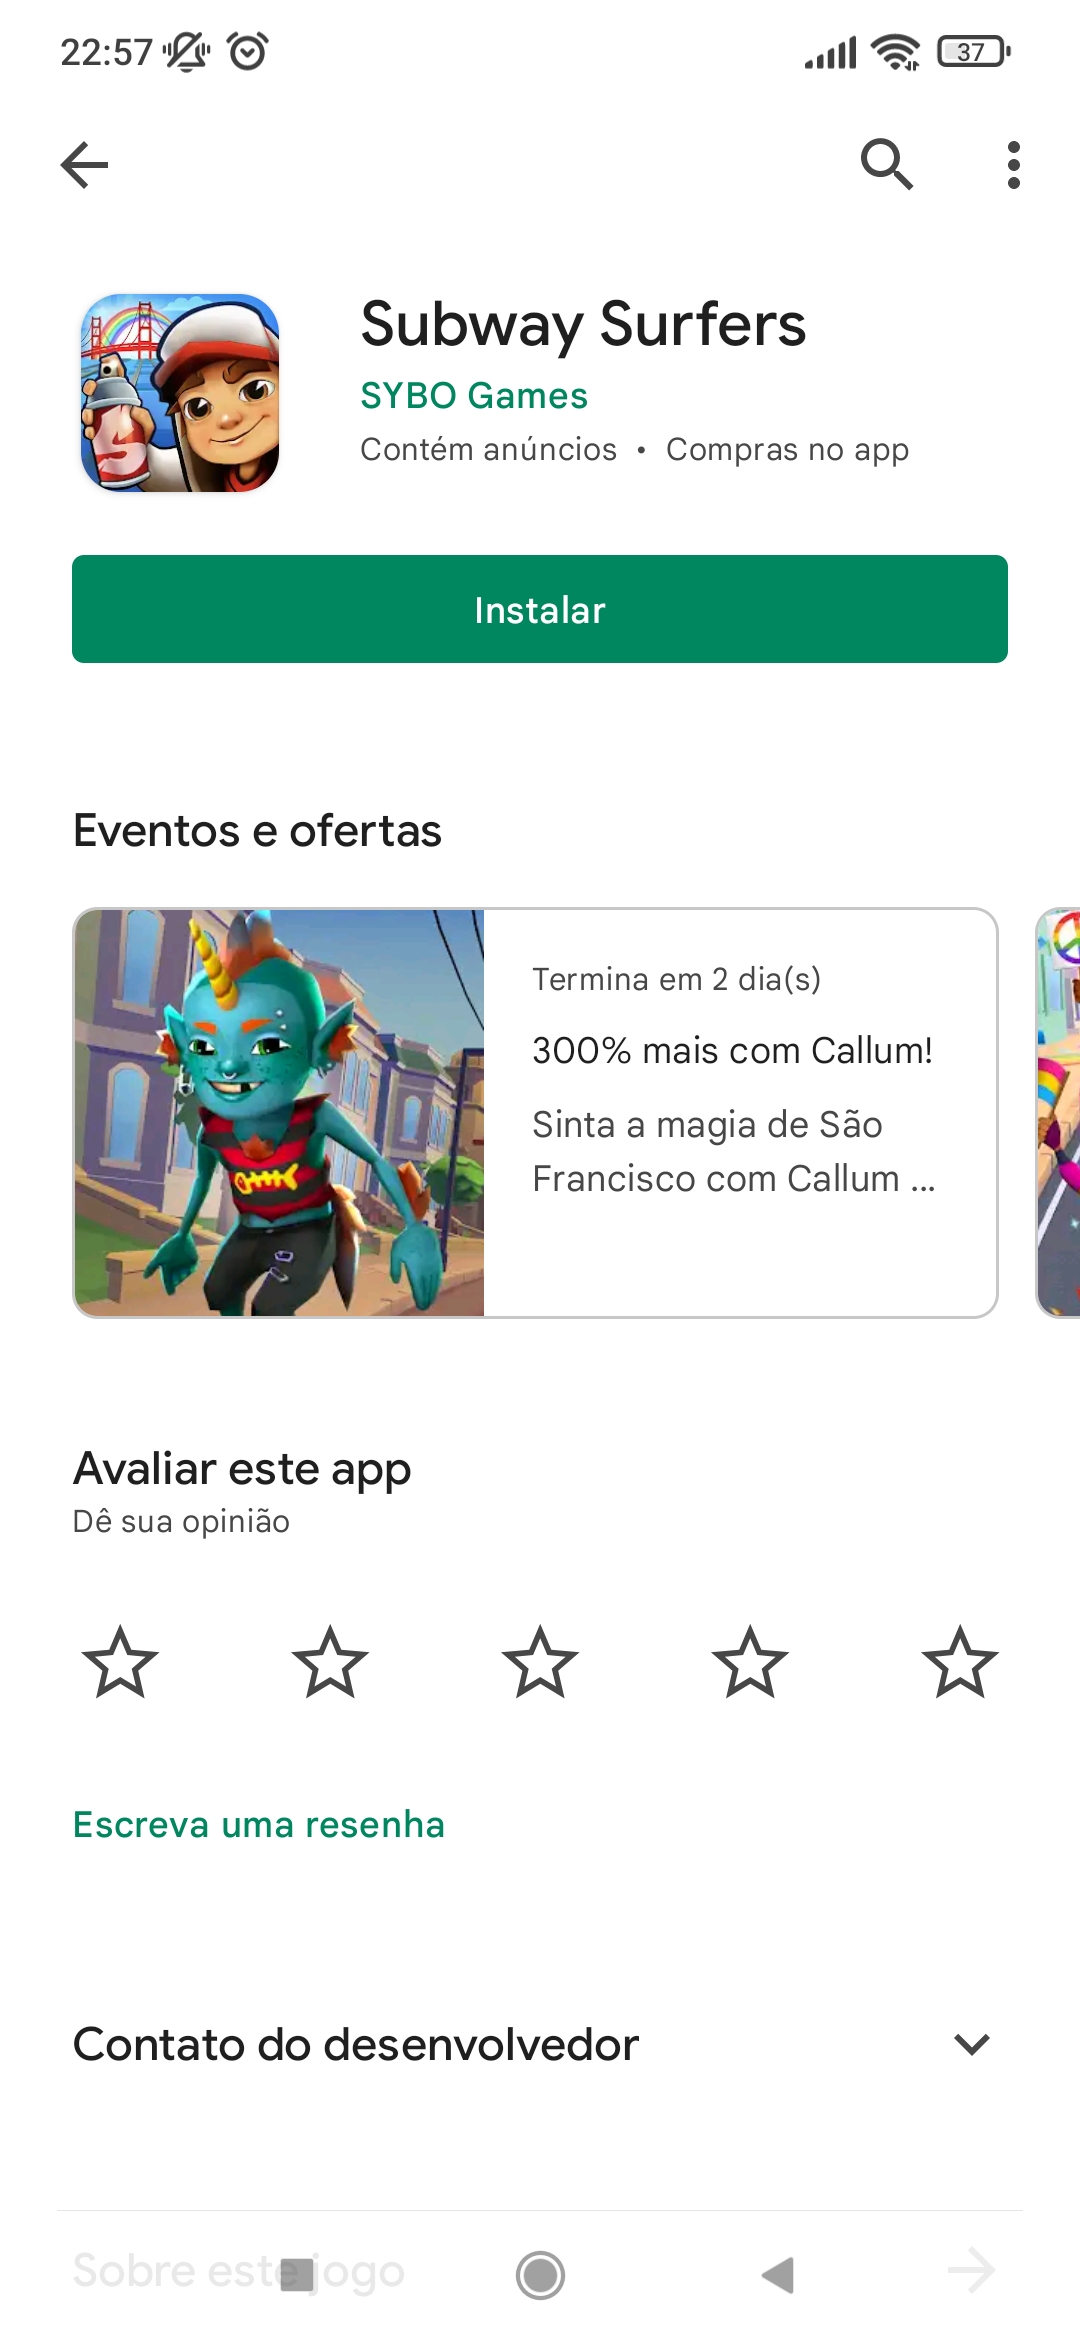 22:57
37
Subway Surfers
SYBO Games
Contém anúncios • Compras no app
Instalar
Eventos e ofertas
Termina em 2 dia(s)
300% mais com Callum!
Sinta a magia de São
Francisco com Callum ...
Avaliar este app
Dê sua opinião
Escreva uma resenha
Contato do desenvolvedor
Sobre este jogo